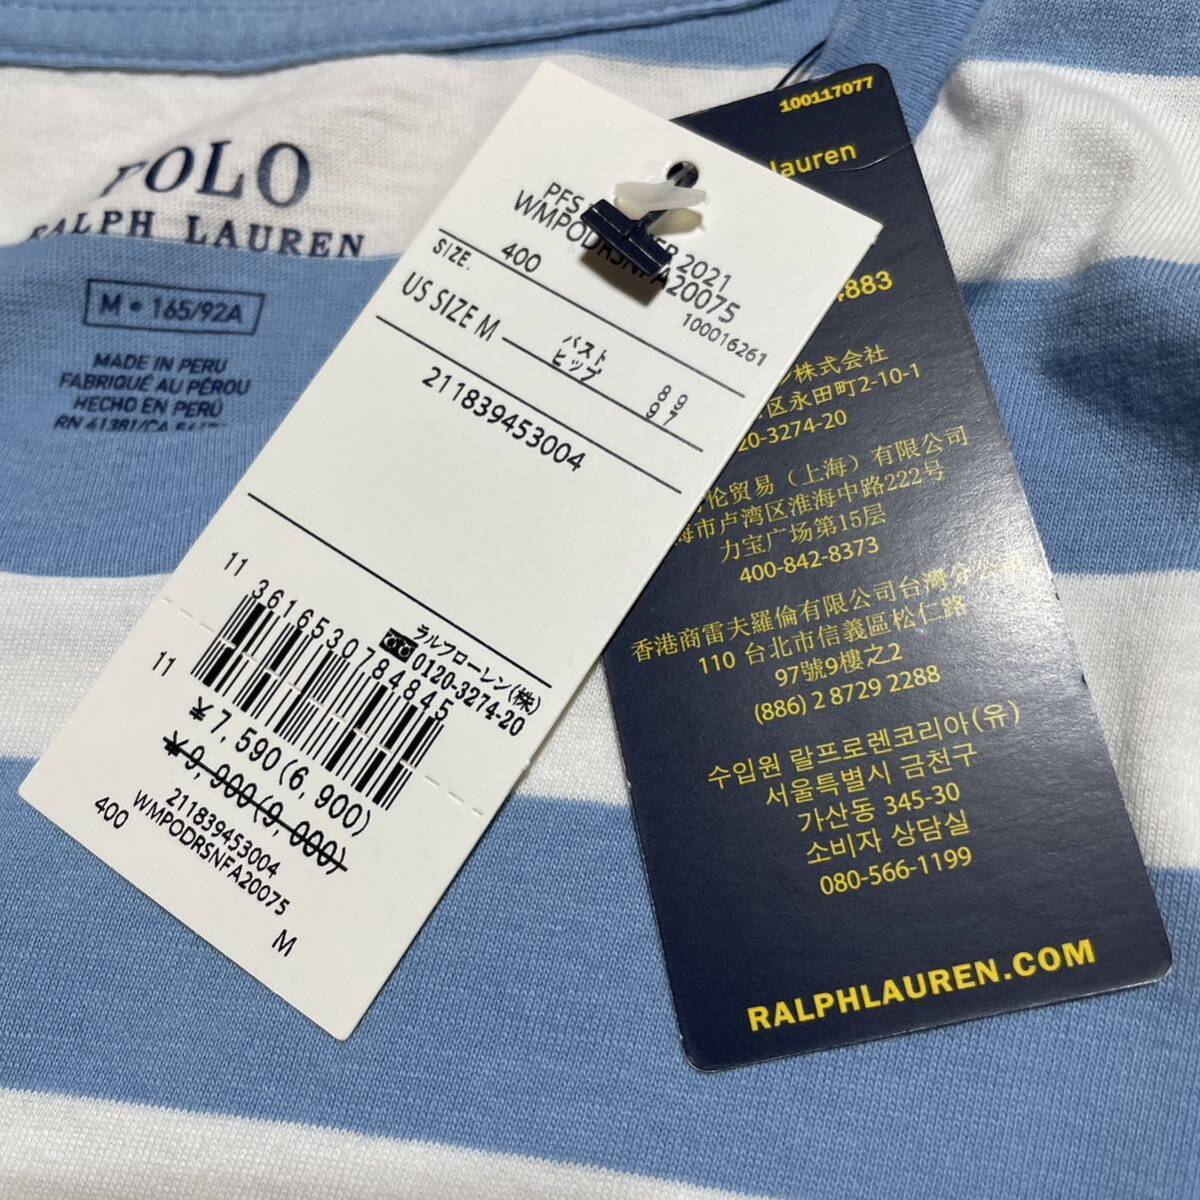 POLO
RALPH LAUREN
M • 165/92A
MADE IN PERU
FABRIQUÉ AU PÉROU
HECHO EN PERÚ
RN 41381/CA
PFS 2021
100016261
SIZE. 400
US SIZE M
バスト 89
ヒップ 97
211839453004
11
3616530784845
11
ラルフローレン(株)
0120-3274-20
¥7,590(6,900)
¥9,900(9,000)
211839453004
WMPODRSNFA20075
400
M
100117077
lauren
4883
株式会社
区永田町2-10-1
20-3274-20
伦贸易（上海）有限公司
海市卢湾区淮海中路222号
力宝广场第15层
400-842-8373
香港商雷夫羅倫有限公司台灣分公司
110 台北市信義區松仁路
97號9樓之2
(886) 2 8729 2288
수입원 랄프로렌코리아(유)
서울특별시 금천구
가산동 345-30
소비자 상담실
080-566-1199
RALPHLAUREN.COM